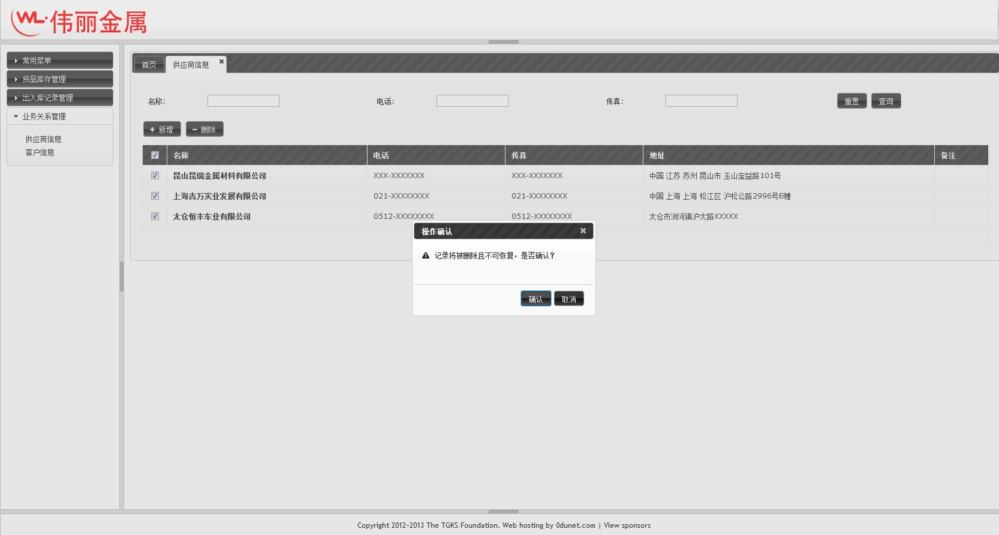 WL·伟丽金属
常用菜单
货品库存管理
出入库记录管理
业务关系管理
供应商信息
客户信息
首页 供应商信息
名称: 电话: 传真: 重置 查询
新增 删除
名称 电话 传真 地址 备注
昆山昆瑞金属材料有限公司 XXX-XXXXXXX XXX-XXXXXXX 中国 江苏 苏州 昆山市 玉山宝益路101号
上海吉万实业发展有限公司 021-XXXXXXXX 021-XXXXXXXX 中国 上海 上海 松江区 沪松公路2996号E幢
太仓恒丰车业有限公司 0512-XXXXXXXX 0512-XXXXXXXX 太仓市浏河镇沪太路XXXXX
操作确认
记录将被删除且不可恢复，是否确认?
确认 取消
Copyright 2012~2013 The TGKS Foundation. Web hosting by 0dunet.com | View sponsors